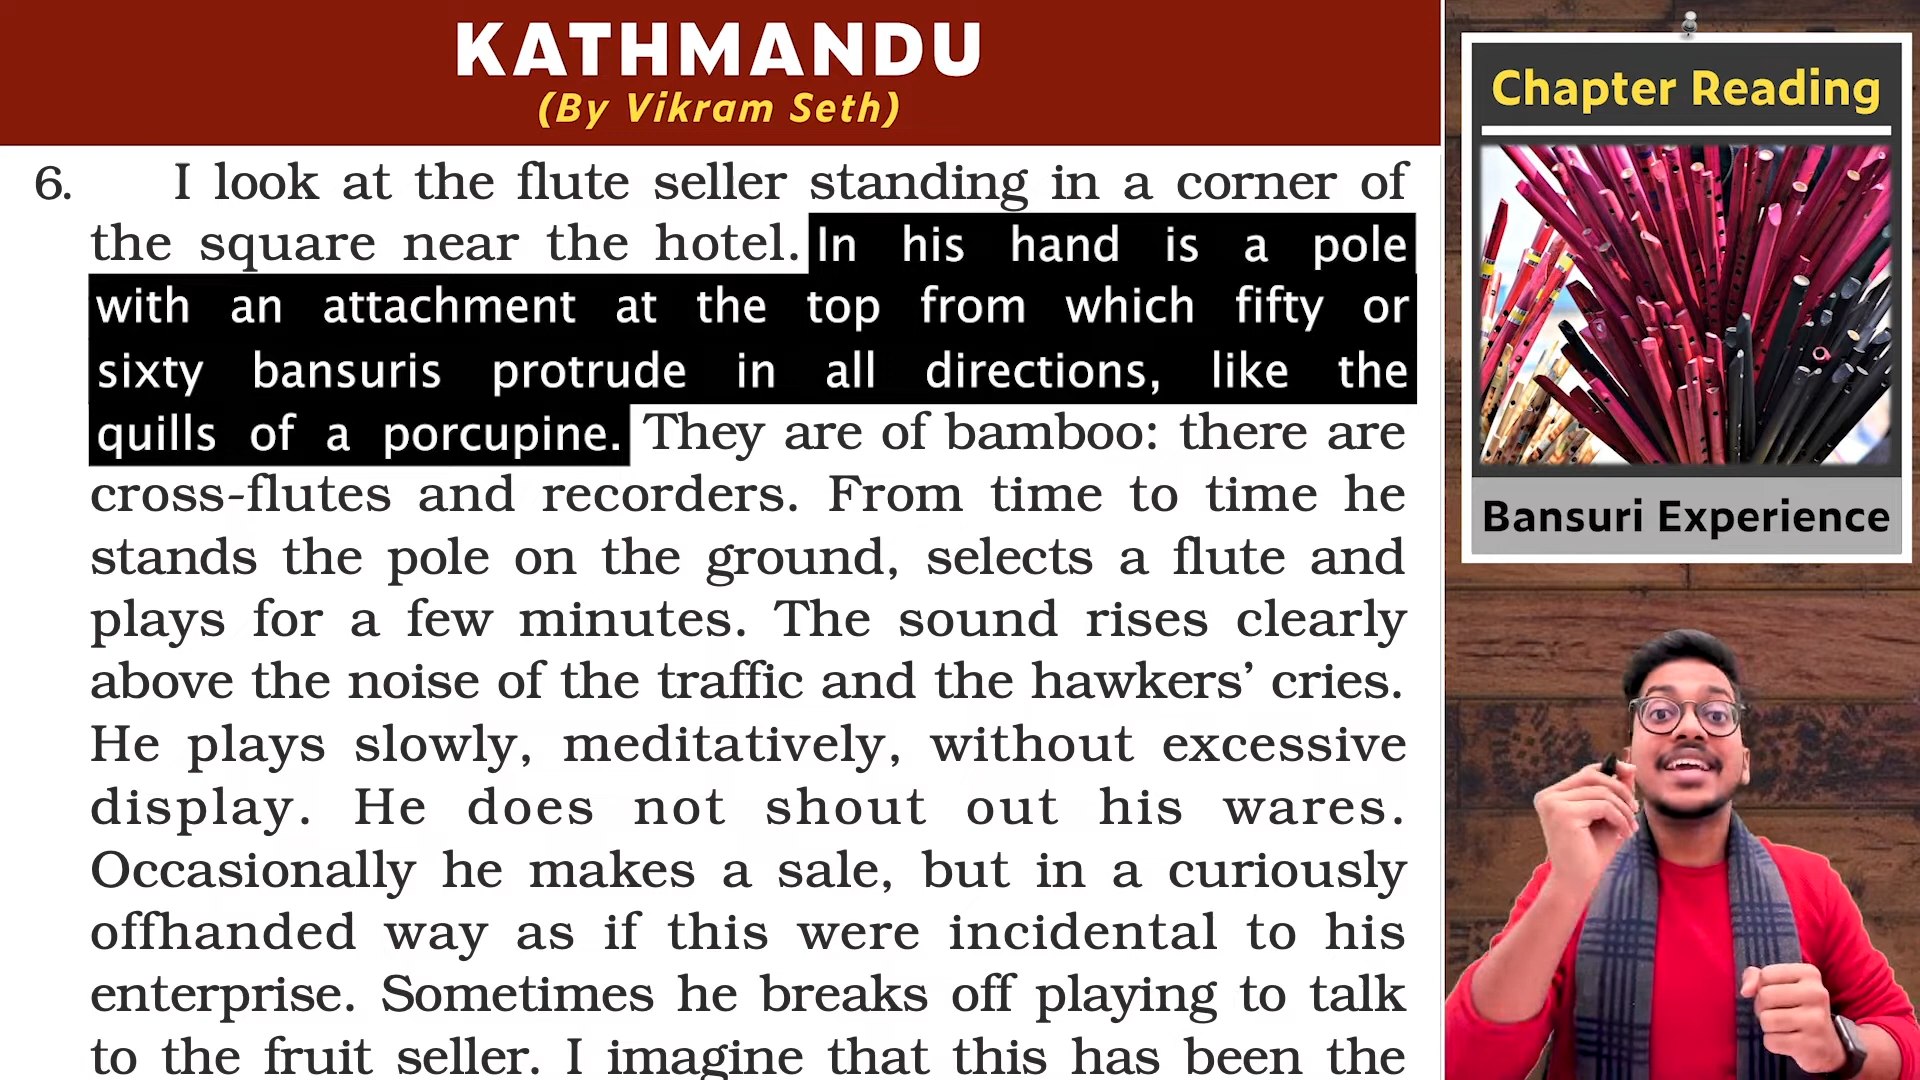 KATHMANDU
(By Vikram Seth)
6. I look at the flute seller standing in a corner of
the square near the hotel. In his hand is a pole
with an attachment at the top from which fifty or
sixty bansuris protrude in all directions, like the
quills of a porcupine. They are of bamboo: there are
cross-flutes and recorders. From time to time he
stands the pole on the ground, selects a flute and
plays for a few minutes. The sound rises clearly
above the noise of the traffic and the hawkers’ cries.
He plays slowly, meditatively, without excessive
display. He does not shout out his wares.
Occasionally he makes a sale, but in a curiously
offhanded way as if this were incidental to his
enterprise. Sometimes he breaks off playing to talk
to the fruit seller. I imagine that this has been the
Chapter Reading
Bansuri Experience